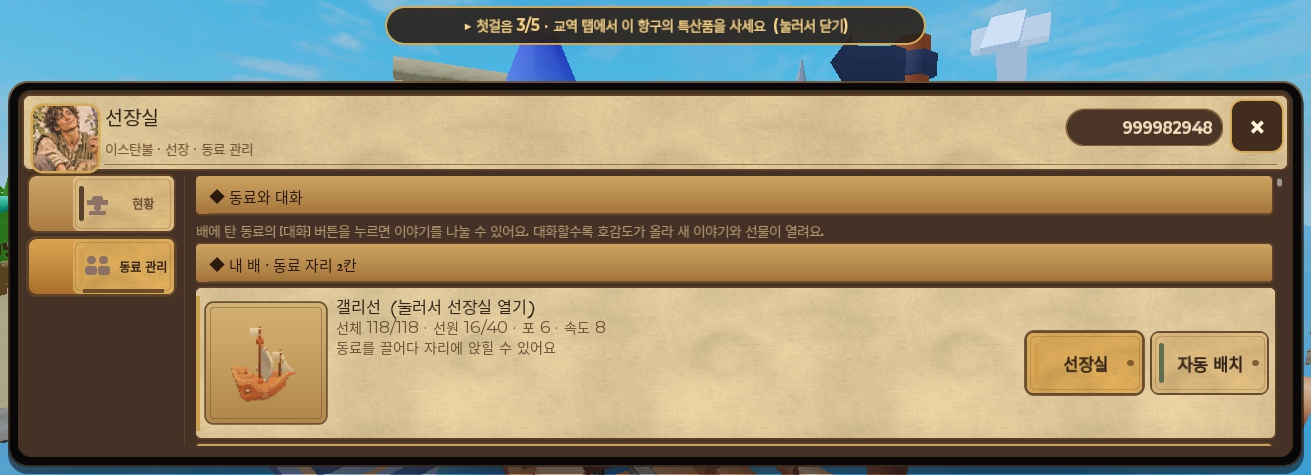 ▸ 첫걸음 3/5 · 교역 탭에서 이 항구의 특산품을 사세요 (눌러서 닫기)
선장실
이스탄불 · 선장 · 동료 관리
999982948
×
현황
동료 관리
◆ 동료와 대화
배에 탄 동료의 [대화] 버튼을 누르면 이야기를 나눌 수 있어요. 대화할수록 호감도가 올라 새 이야기와 선물이 열려요.
◆ 내 배 · 동료 자리 2칸
갤리선 (눌러서 선장실 열기)
선체 118/118 · 선원 16/40 · 포 6 · 속도 8
동료를 끌어다 자리에 앉힐 수 있어요
선장실
자동 배치